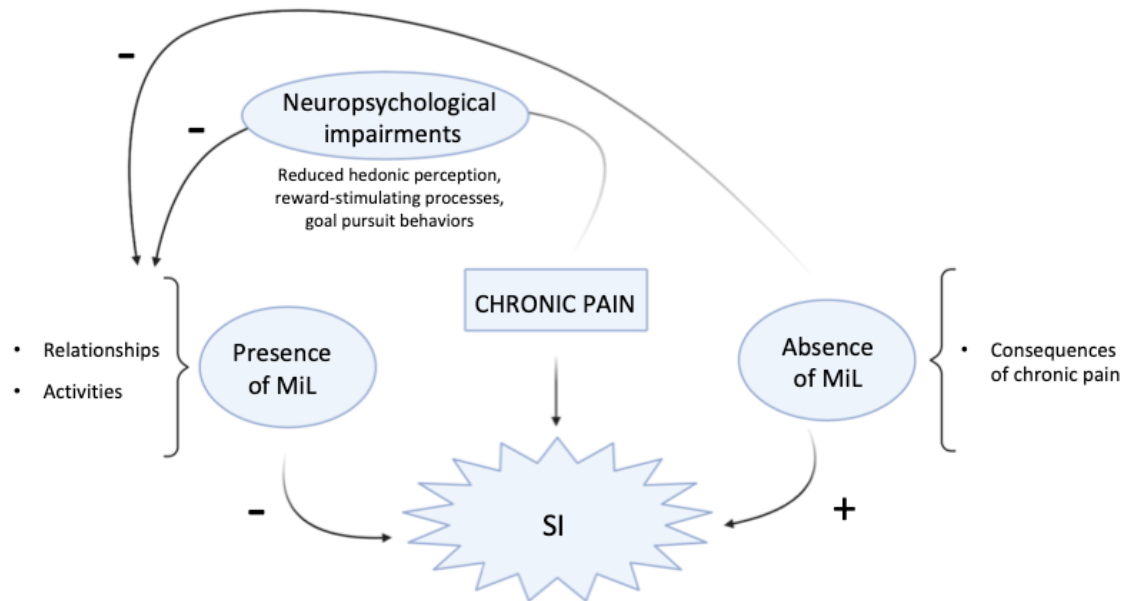 -
Neuropsychological
impairments
-
Reduced hedonic perception,
reward-stimulating processes,
goal pursuit behaviors
CHRONIC PAIN
• Relationships
• Activities
Presence
of MiL
Absence
of MiL
• Consequences
of chronic pain
-
SI
+